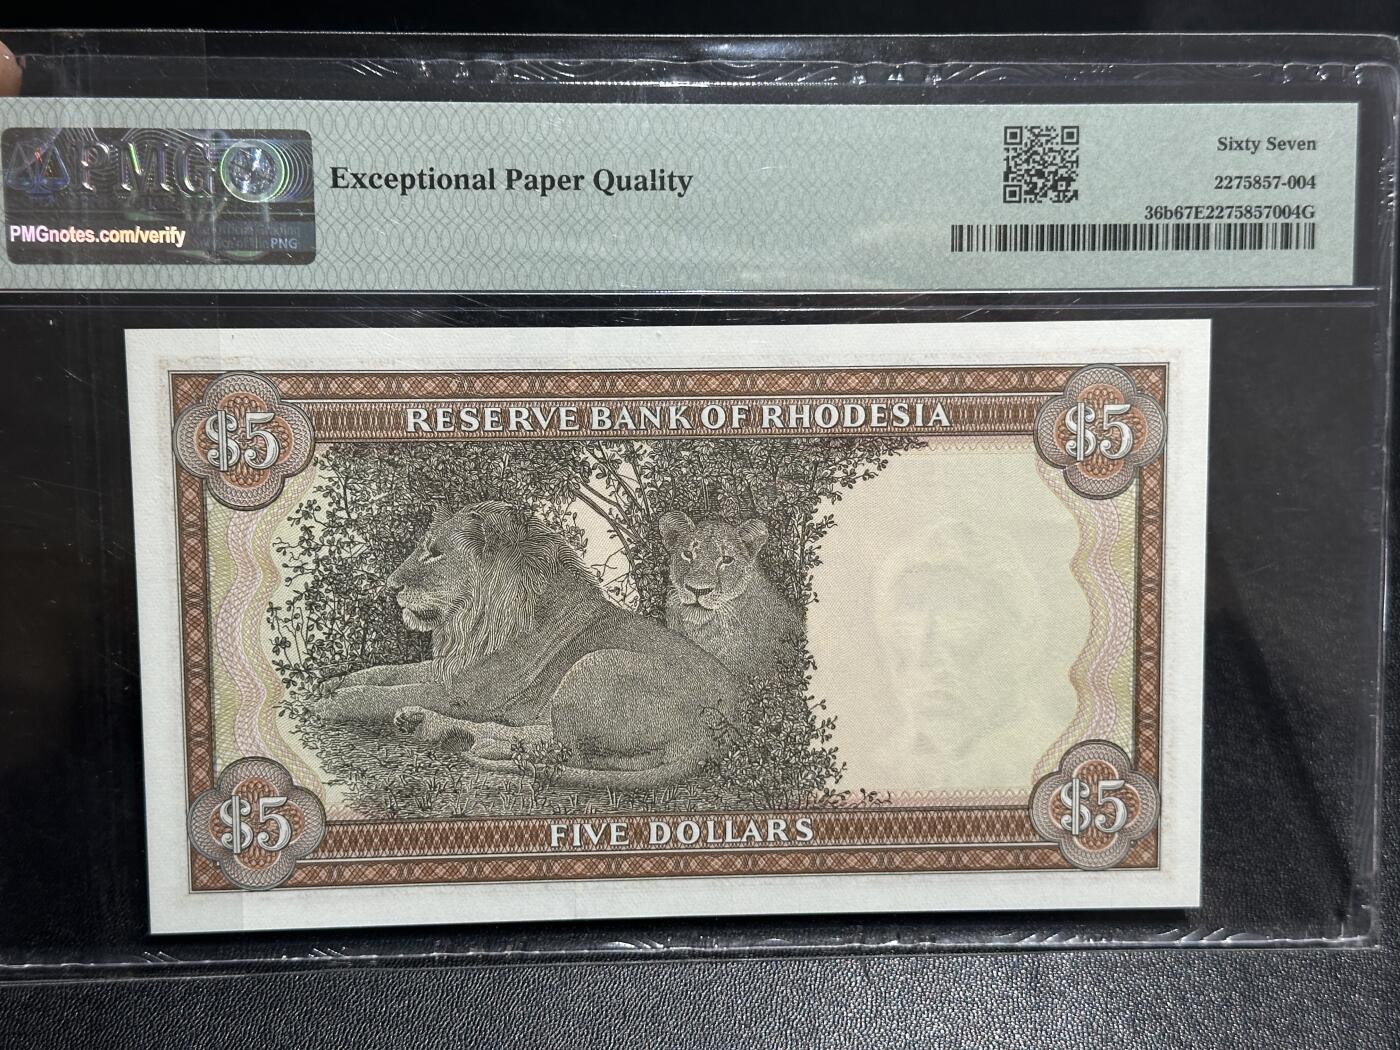 PMG
PMGnotes.com/verify
PNG
Exceptional Paper Quality
Sixty Seven
2275857-004
36b67E2275857004G
$5
RESERVE BANK OF RHODESIA
$5
$5
FIVE DOLLARS
$5